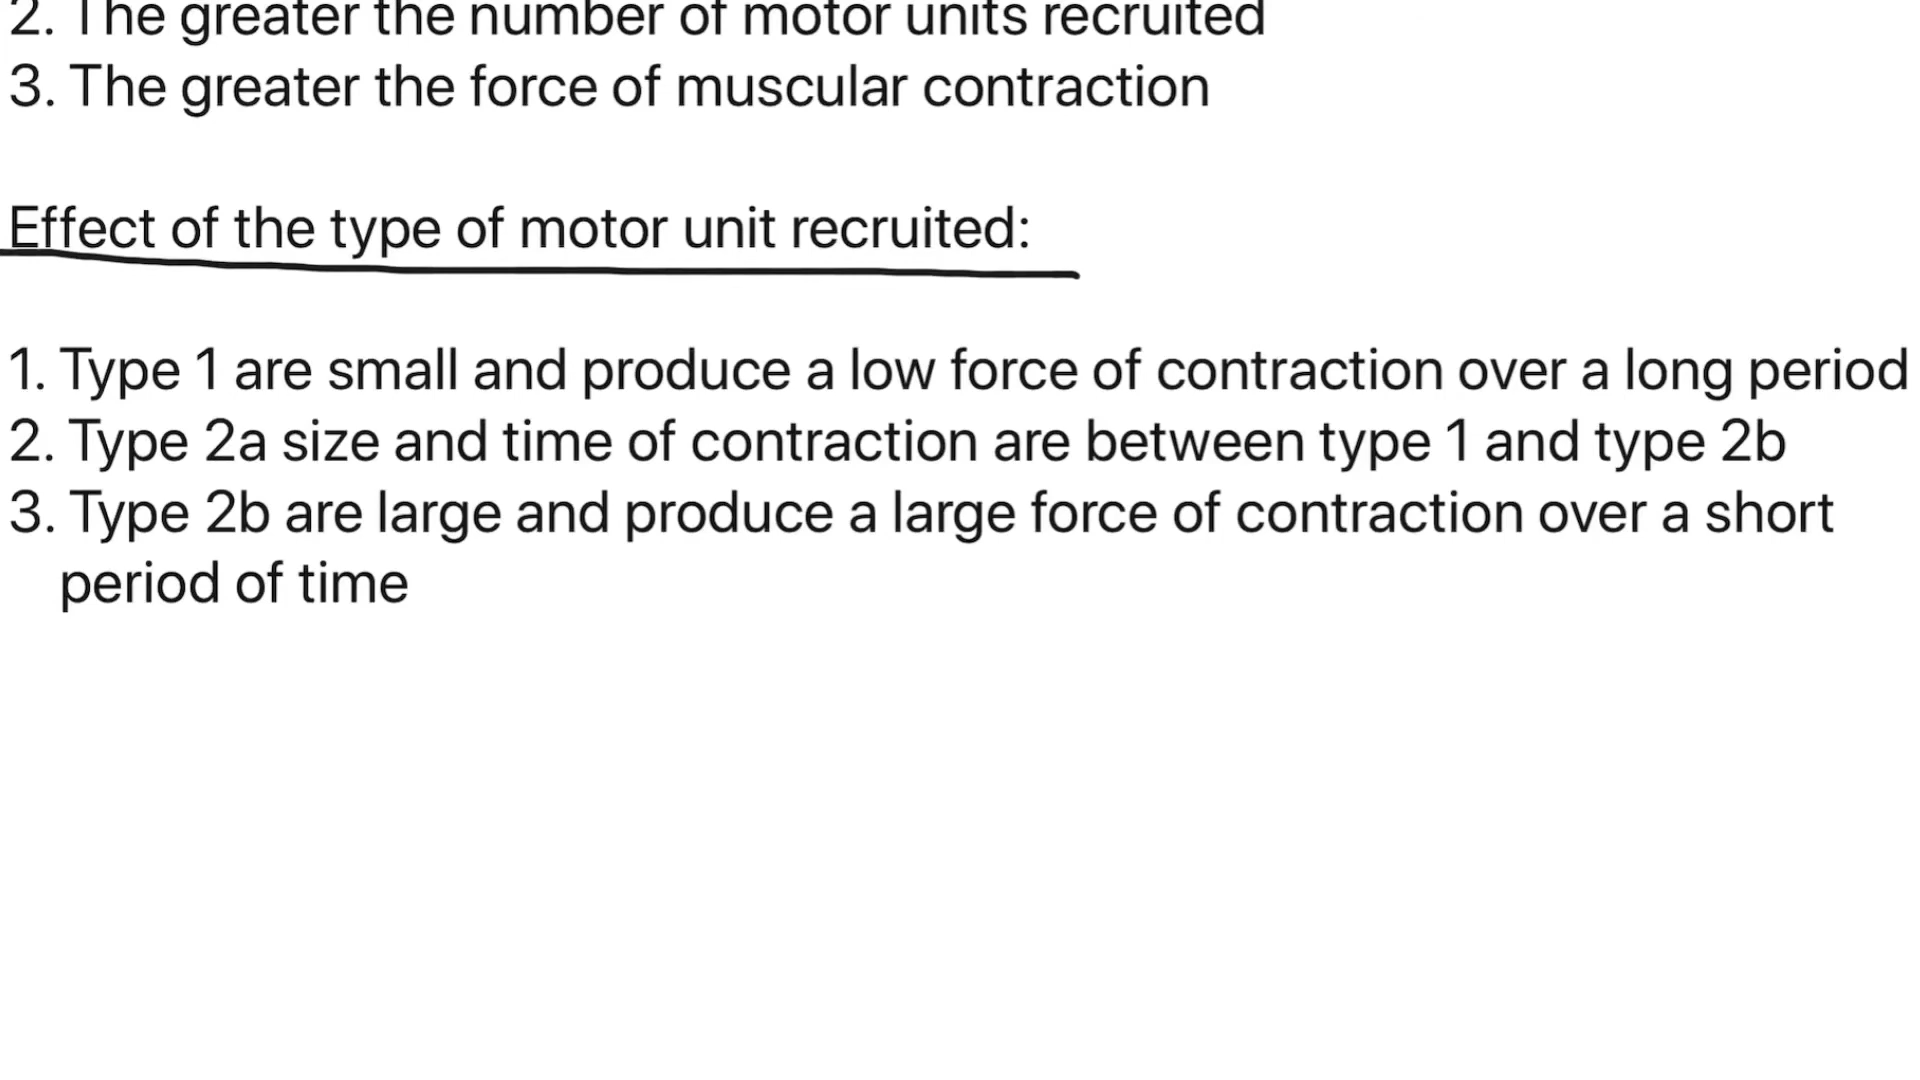 2. The greater the number of motor units recruited
3. The greater the force of muscular contraction
Effect of the type of motor unit recruited:
1. Type 1 are small and produce a low force of contraction over a long period
2. Type 2a size and time of contraction are between type 1 and type 2b
3. Type 2b are large and produce a large force of contraction over a short
period of time